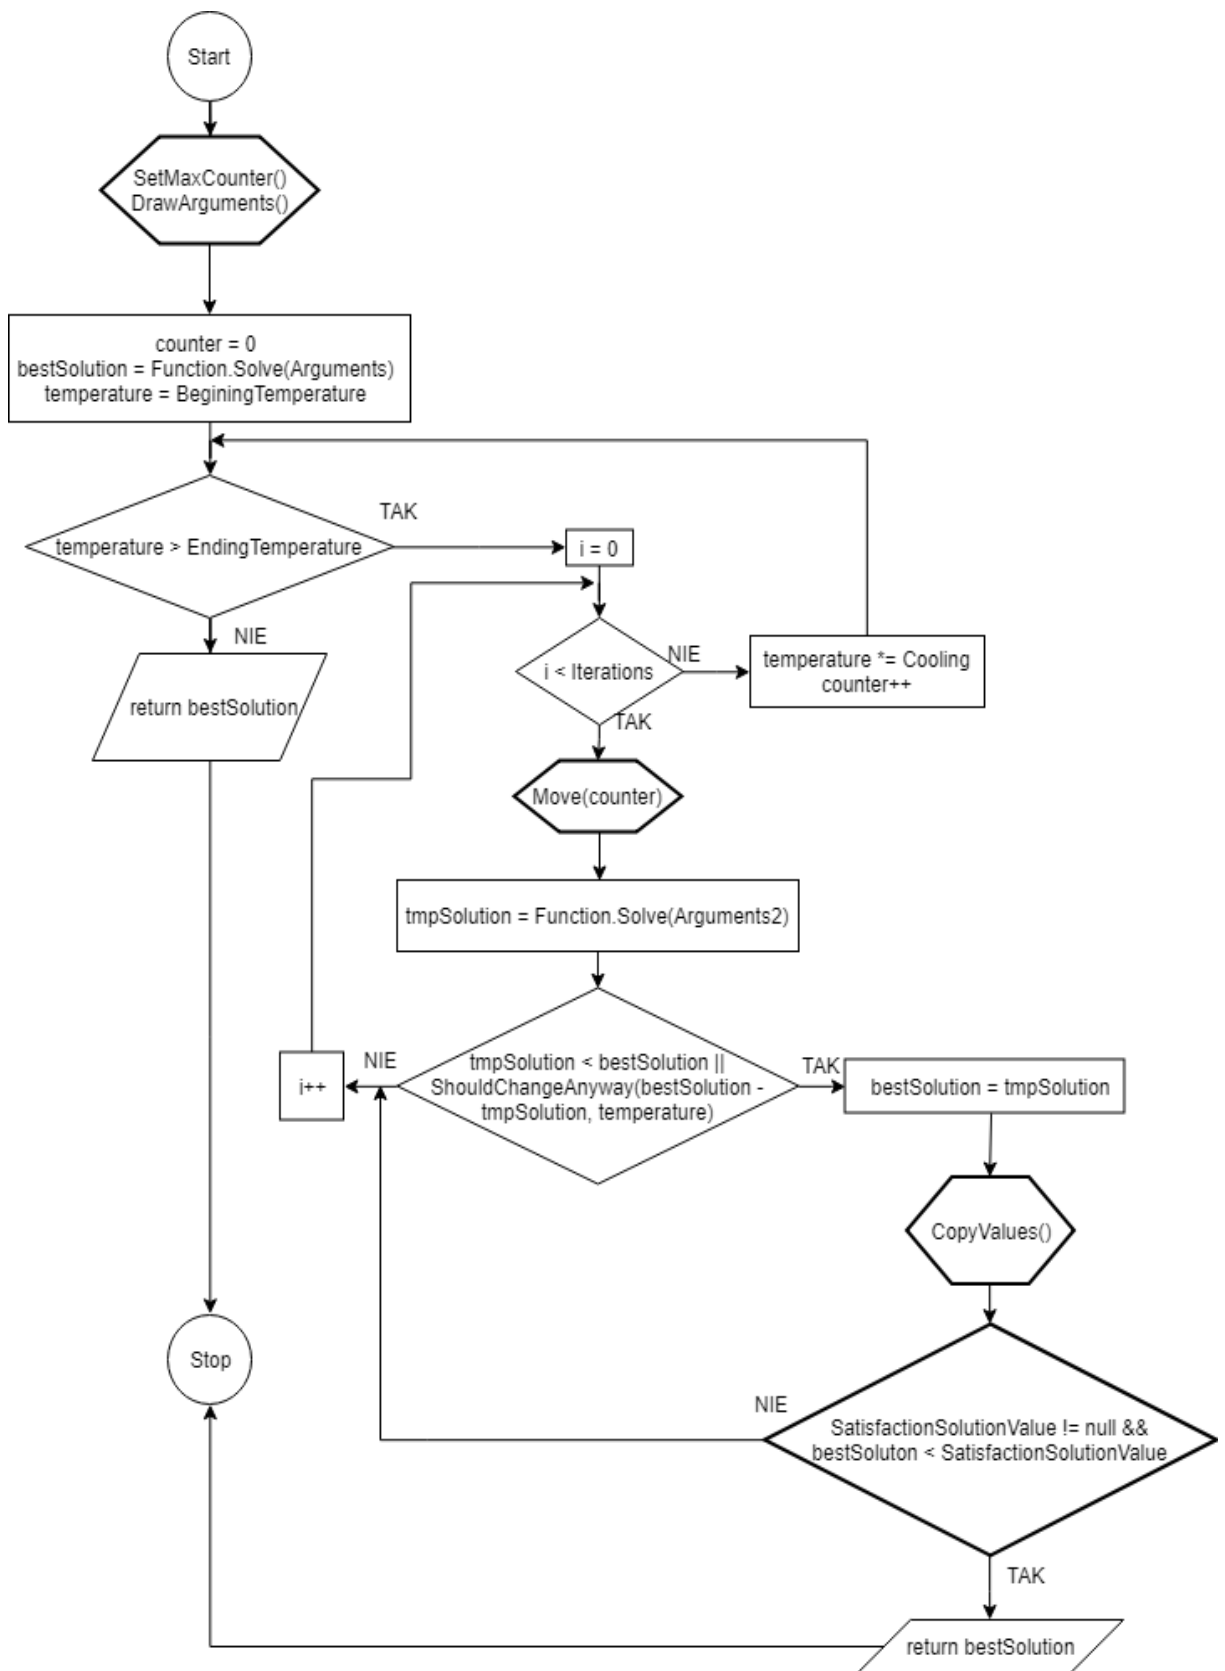 Start
SetMaxCounter()
DrawArguments()
counter = 0
bestSolution = Function.Solve(Arguments)
temperature = BeginingTemperature
temperature > EndingTemperature
TAK
NIE
return bestSolution
i = 0
i < Iterations
NIE
temperature *= Cooling
counter++
TAK
Move(counter)
tmpSolution = Function.Solve(Arguments2)
tmpSolution < bestSolution ||
ShouldChangeAnyway(bestSolution -
tmpSolution, temperature)
NIE
i++
TAK
bestSolution = tmpSolution
CopyValues()
SatisfactionSolutionValue != null &&
bestSoluton < SatisfactionSolutionValue
NIE
TAK
return bestSolution
Stop